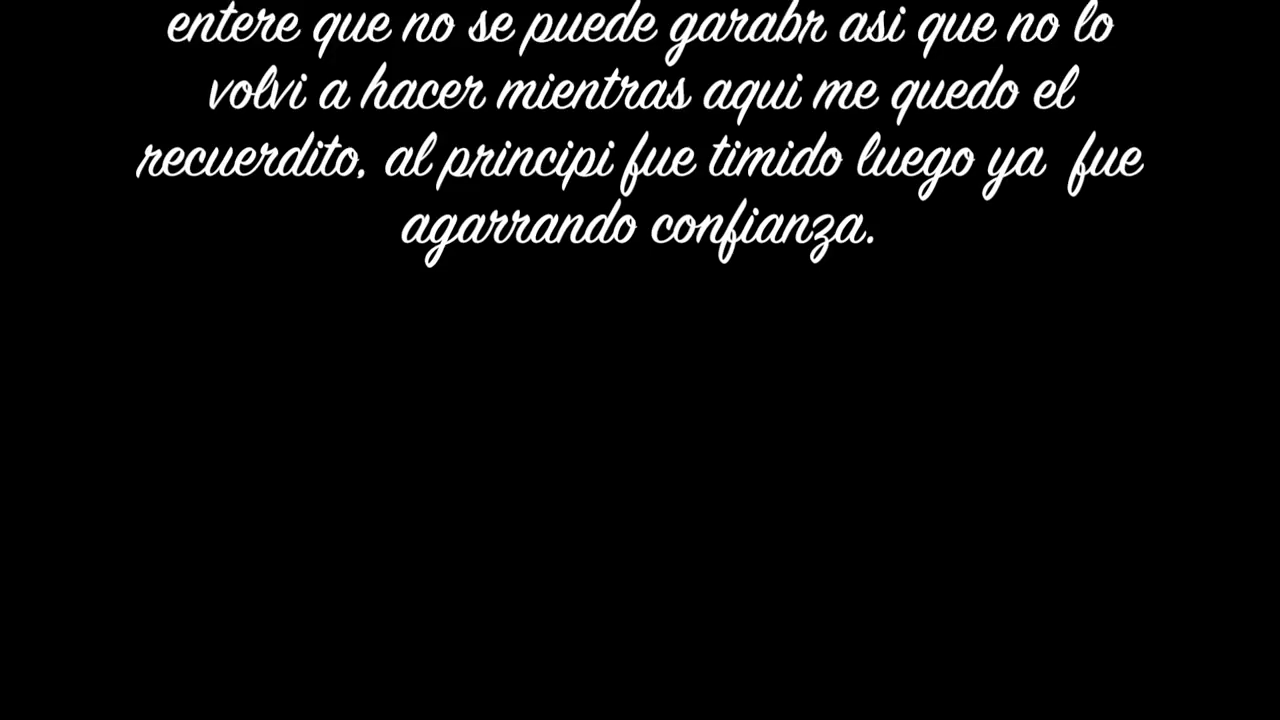 entere que no se puede garabr asi que no lo
volvi a hacer mientras aqui me quedo el
recuerdito, al principi fue timido luego ya  fue
agarrando confianza.